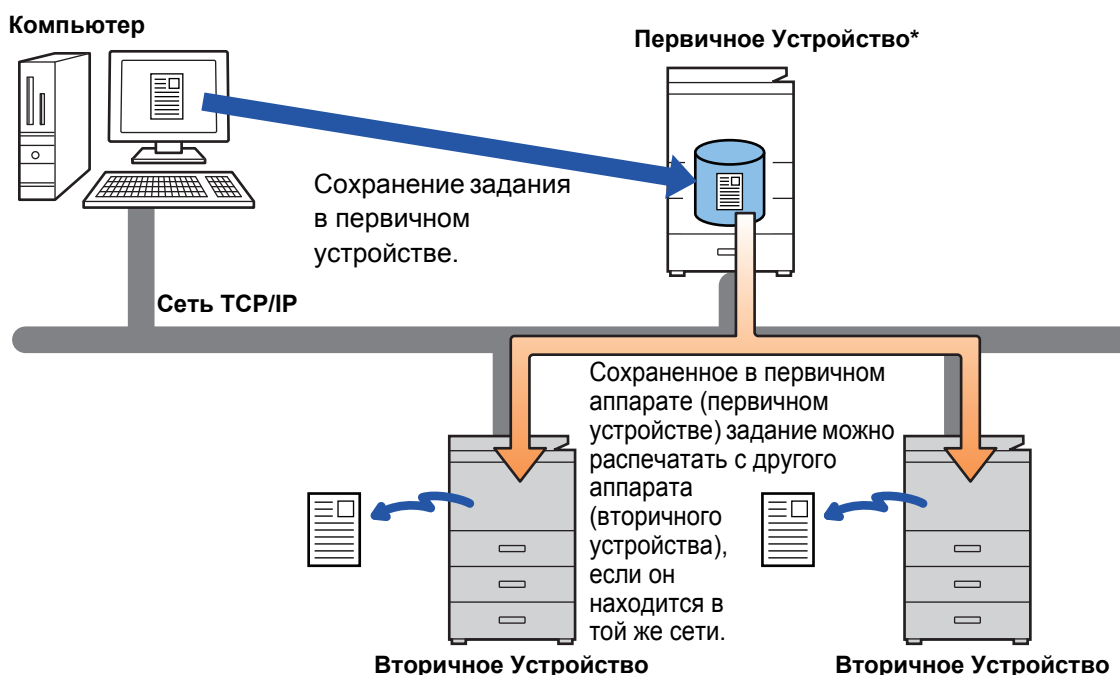 Компьютер
Первичное Устройство*
Сохранение задания
в первичном
устройстве.
Сеть TCP/IP
Сохраненное в первичном
аппарате (первичном
устройстве) задание можно
распечатать с другого
аппарата
(вторичного
устройства),
если он
находится в
той же сети.
Вторичное Устройство
Вторичное Устройство